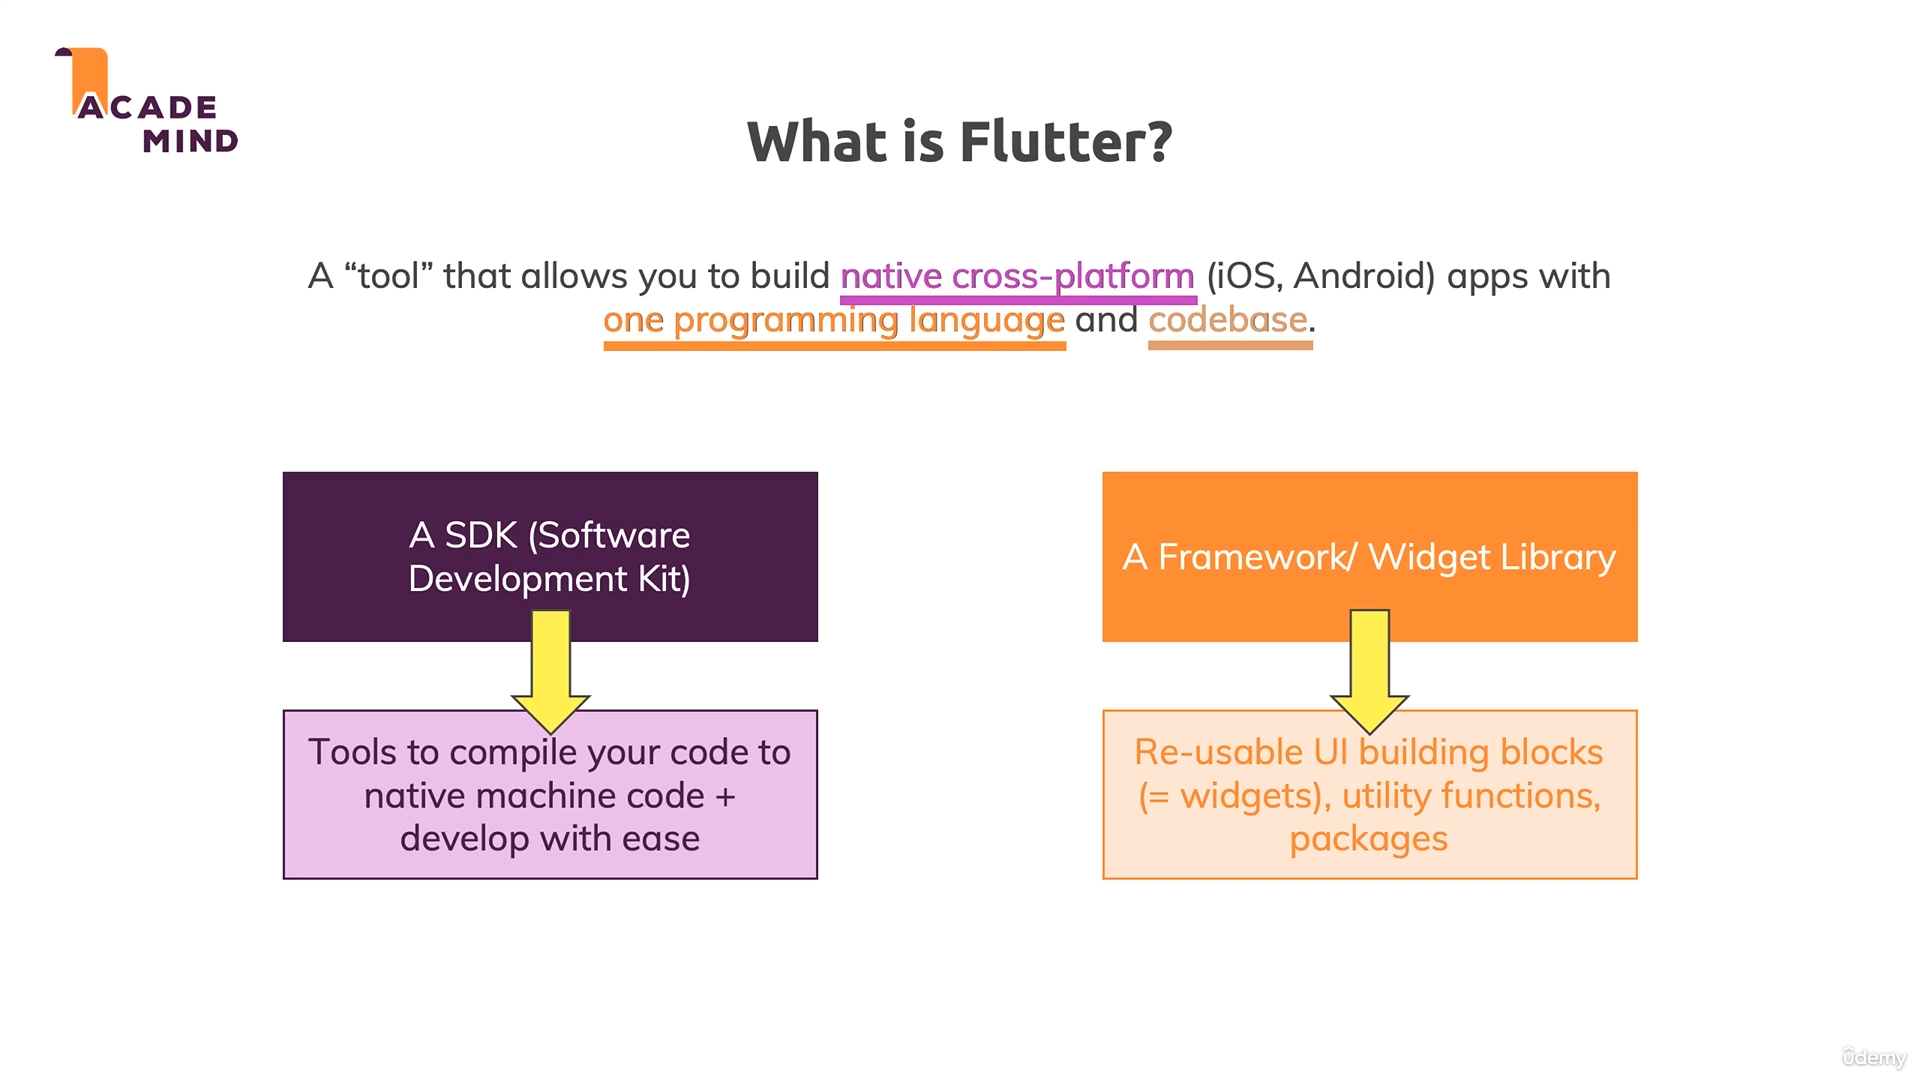 ACADE
MIND
What is Flutter?
A “tool” that allows you to build native cross-platform (iOS, Android) apps with
one programming language and codebase.
A SDK (Software
Development Kit)
Tools to compile your code to
native machine code +
develop with ease
A Framework/ Widget Library
Re-usable UI building blocks
(= widgets), utility functions,
packages
ûdemy